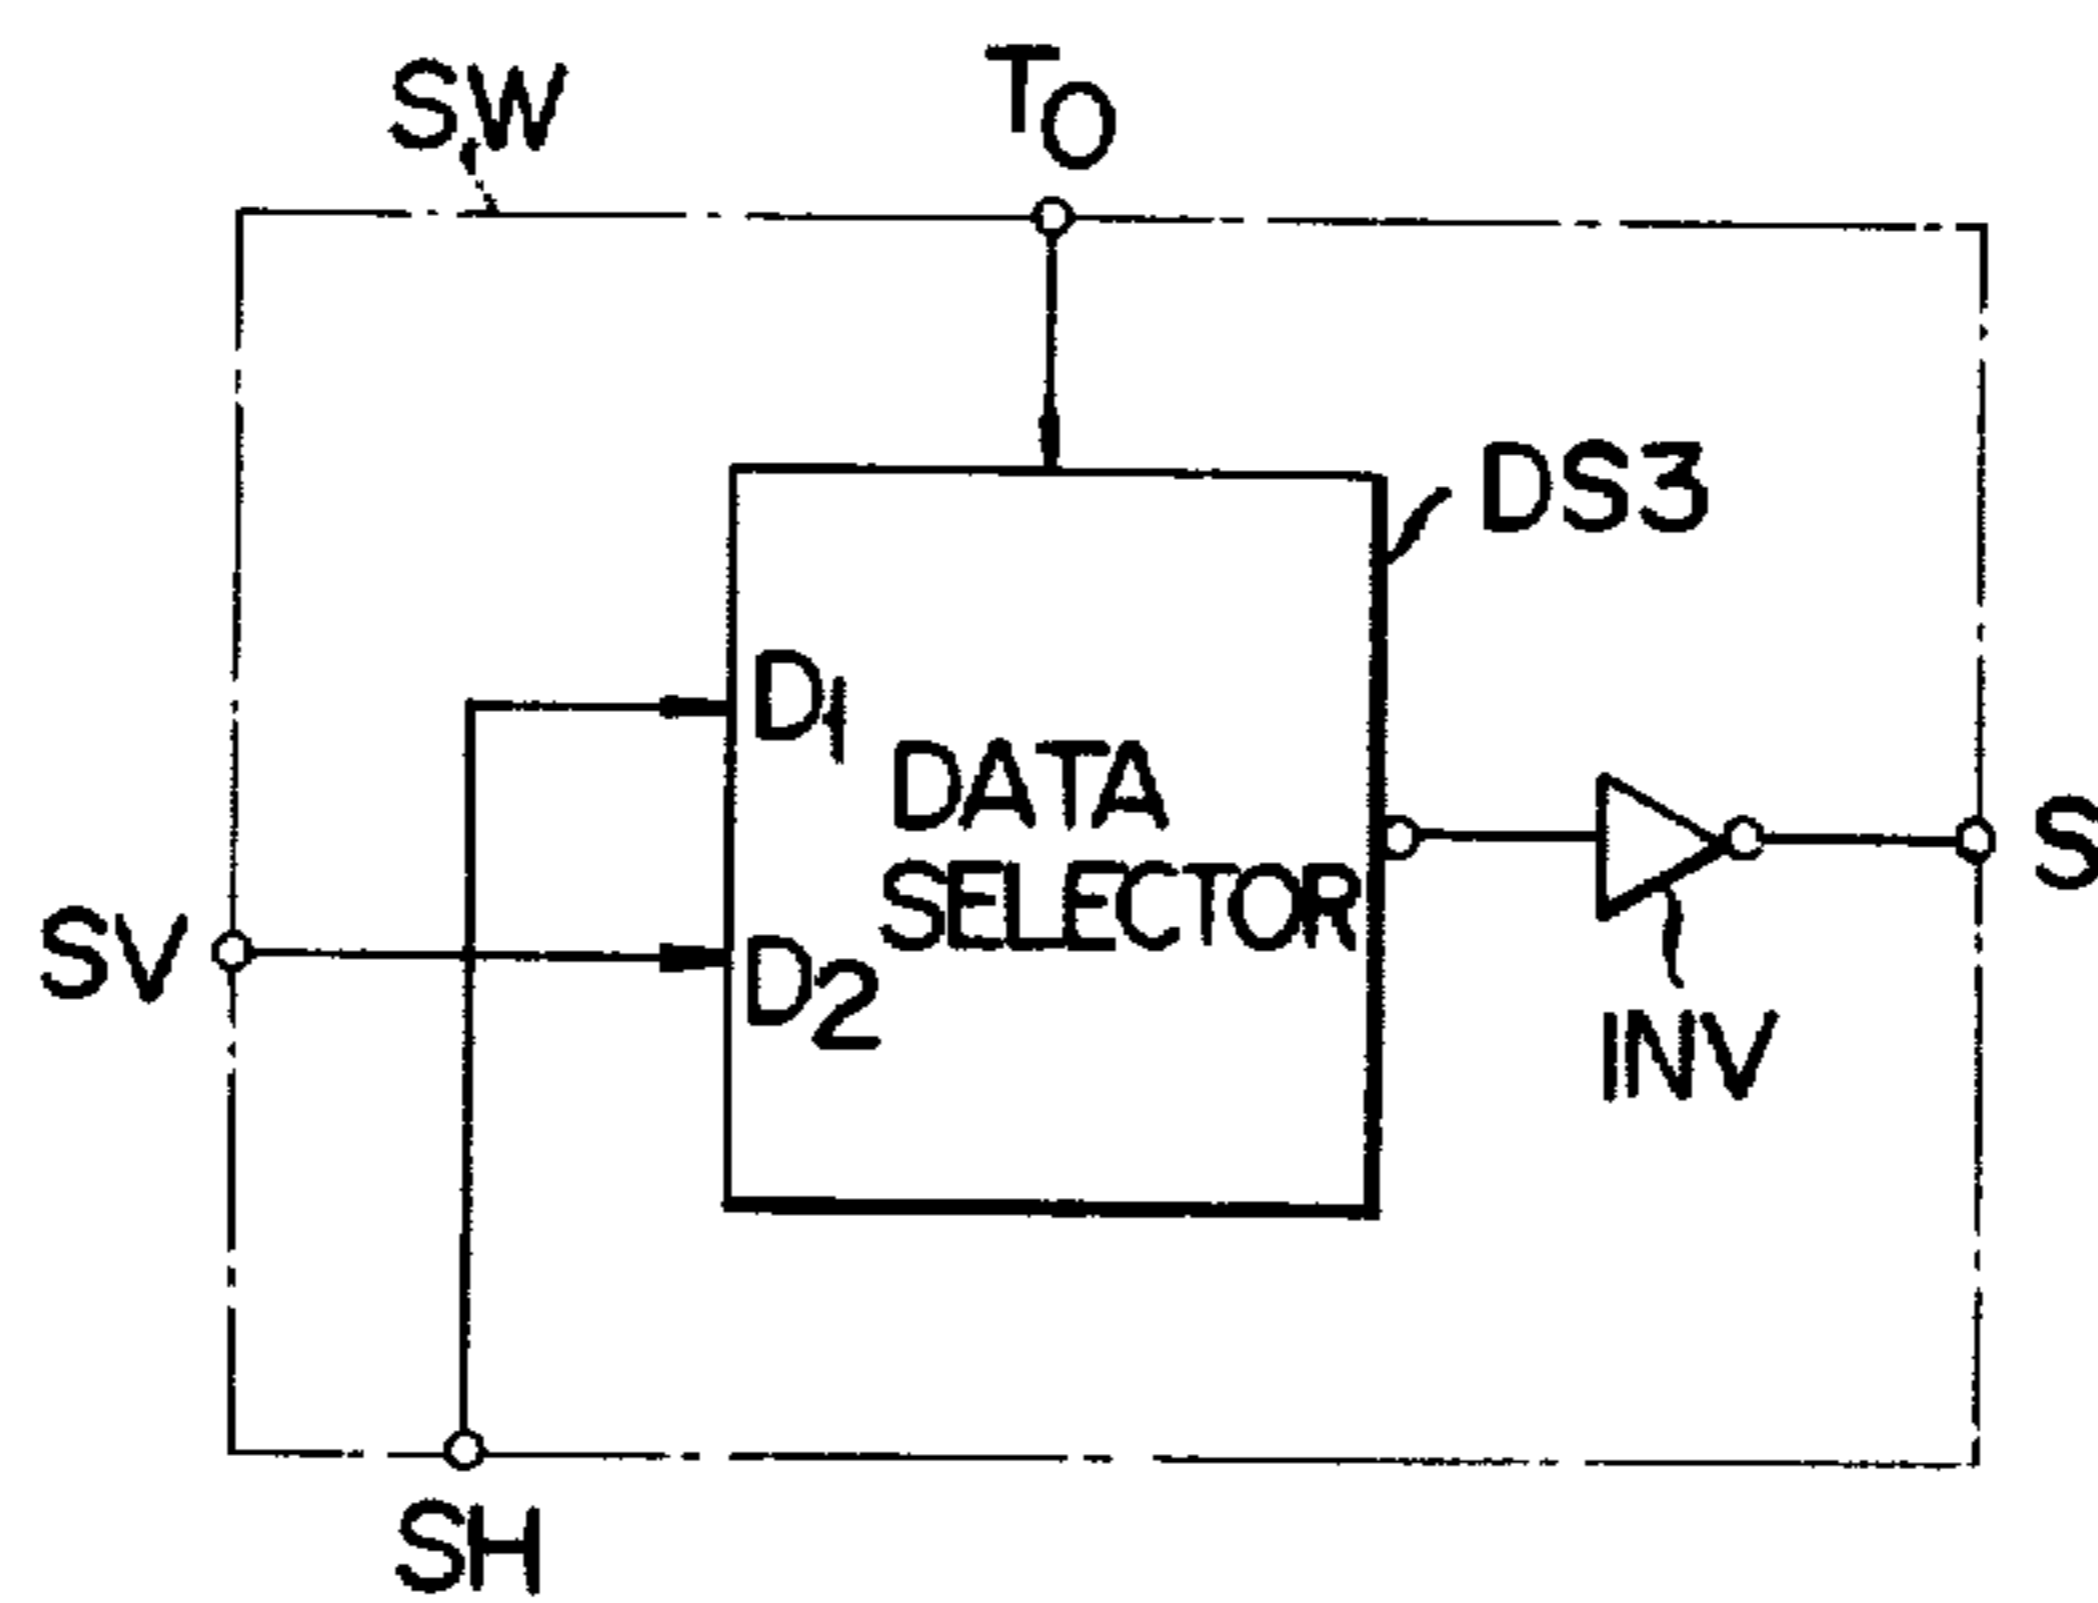 SW
TO
DS3
D1
DATA
SELECTOR
S
SV
D2
INV
SH